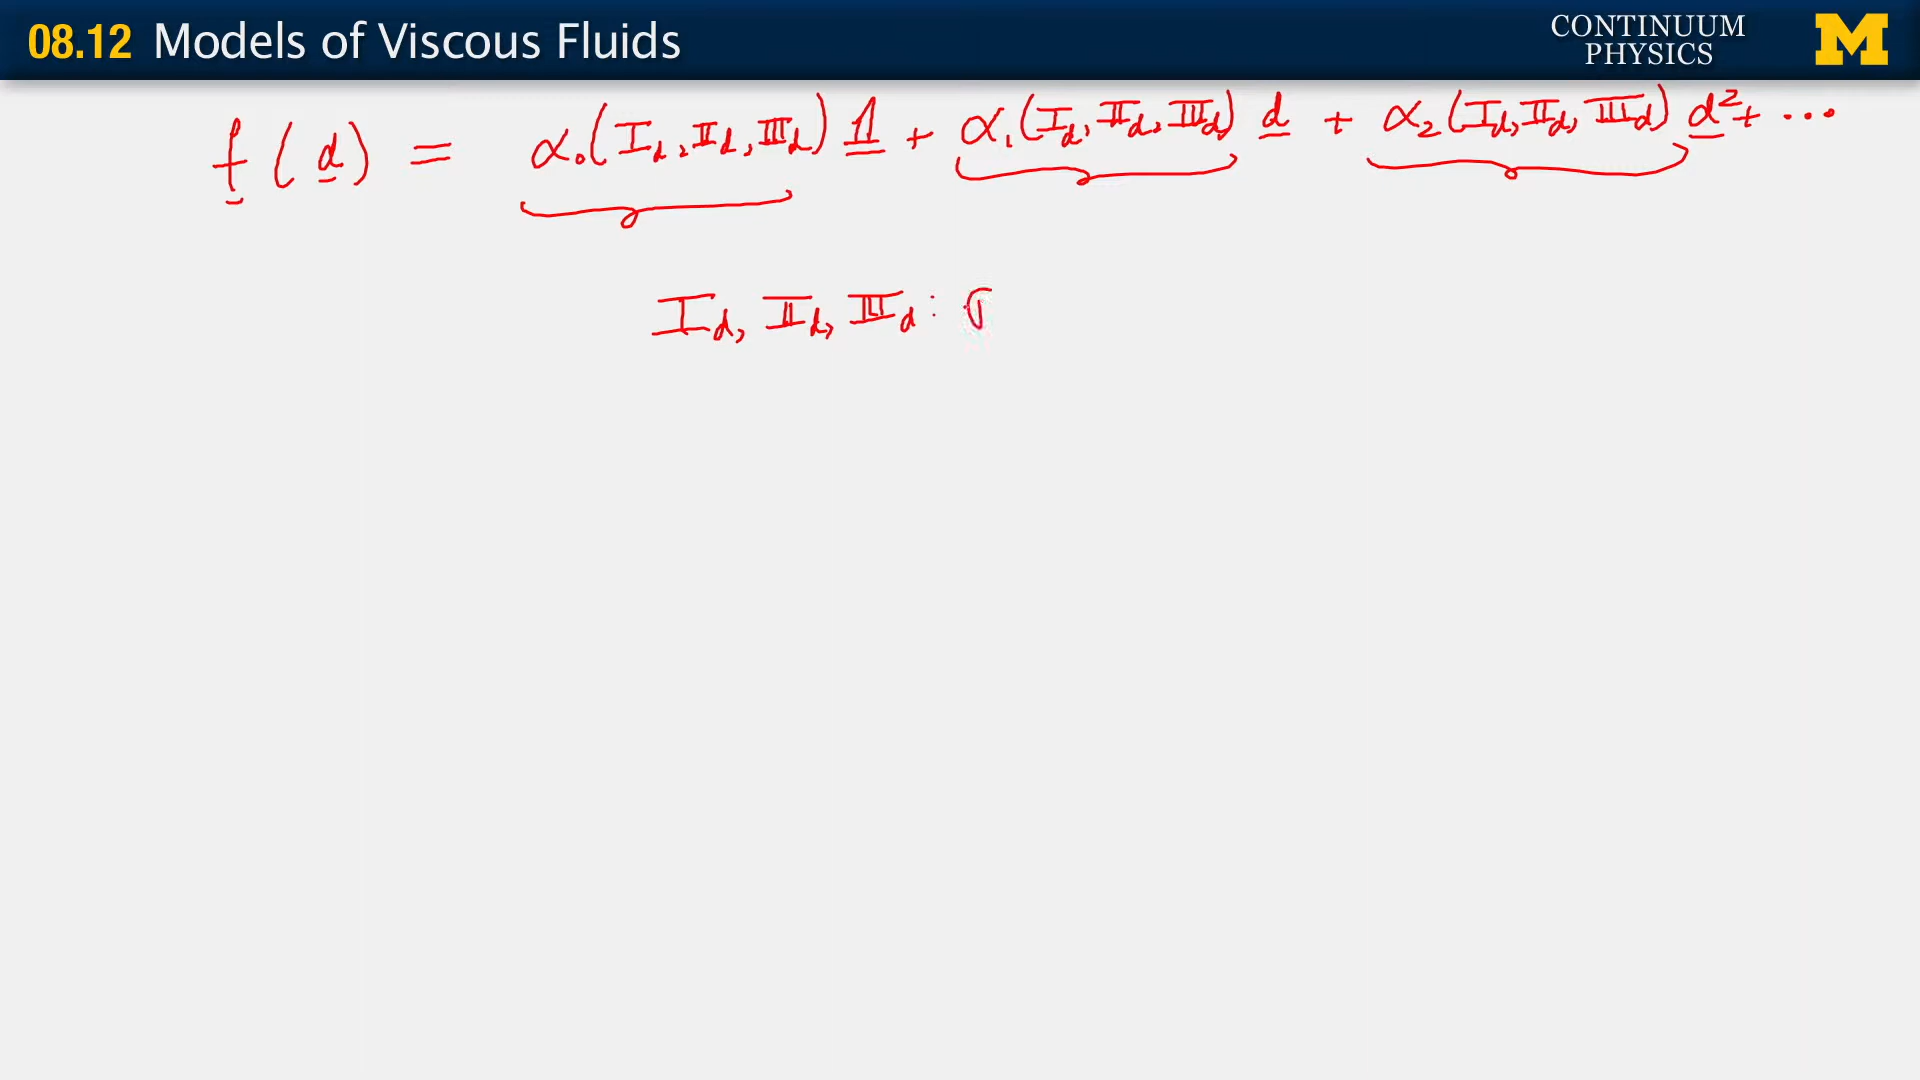 08.12 Models of Viscous Fluids
CONTINUUM
PHYSICS
M
f(d) = α₀(I_d, II_d, III_d) 1 + α₁(I_d, II_d, III_d) d + α₂(I_d, II_d, III_d) d² + ...
I_d, II_d, III_d :